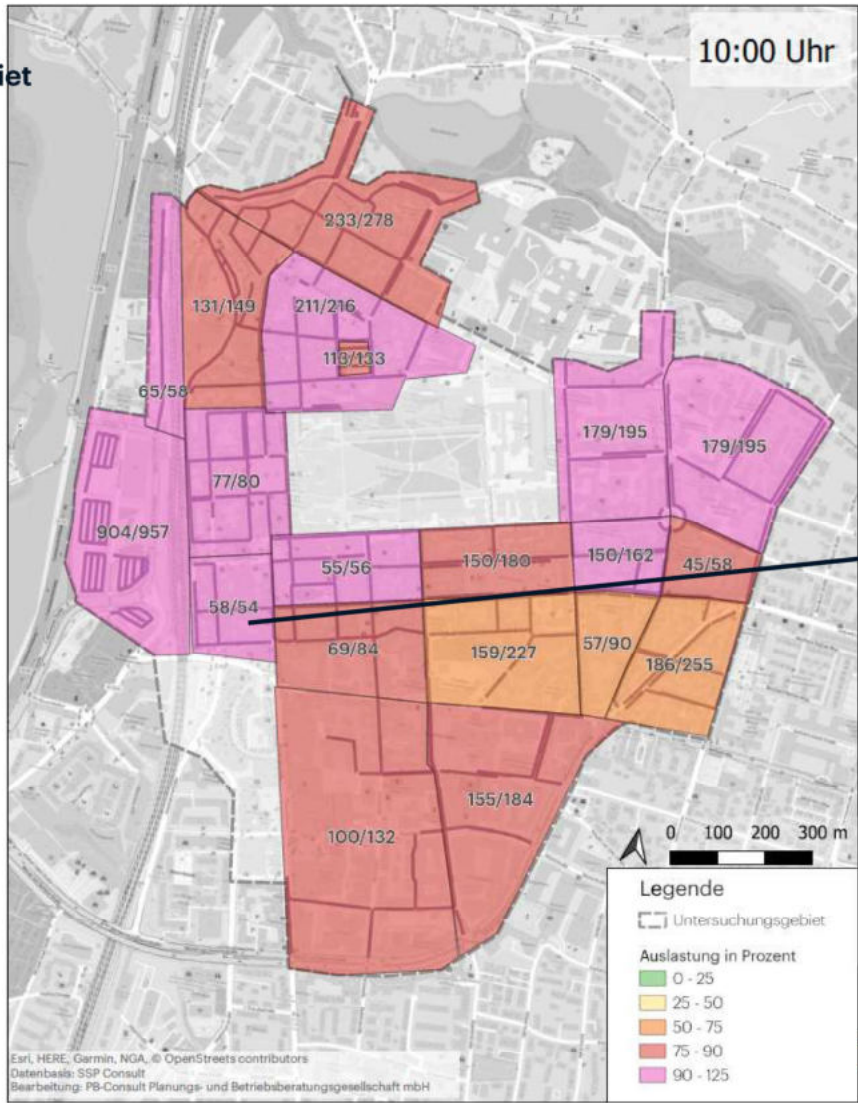 iet
10:00 Uhr
233/278
131/149
211/216
113/133
65/58
179/195
179/195
77/80
904/957
55/56
150/180
150/162
45/58
58/54
69/84
159/227
57/90
186/255
155/184
100/132
0 100 200 300 m
Legende
Untersuchungsgebiet
Auslastung in Prozent
0 - 25
25 - 50
50 - 75
75 - 90
90 - 125
Esri, HERE, Garmin, NGA, © OpenStreets contributors
Datenbasis: SSP Consult
Bearbeitung: PB-Consult Planungs- und Betriebsberatungsgesellschaft mbH